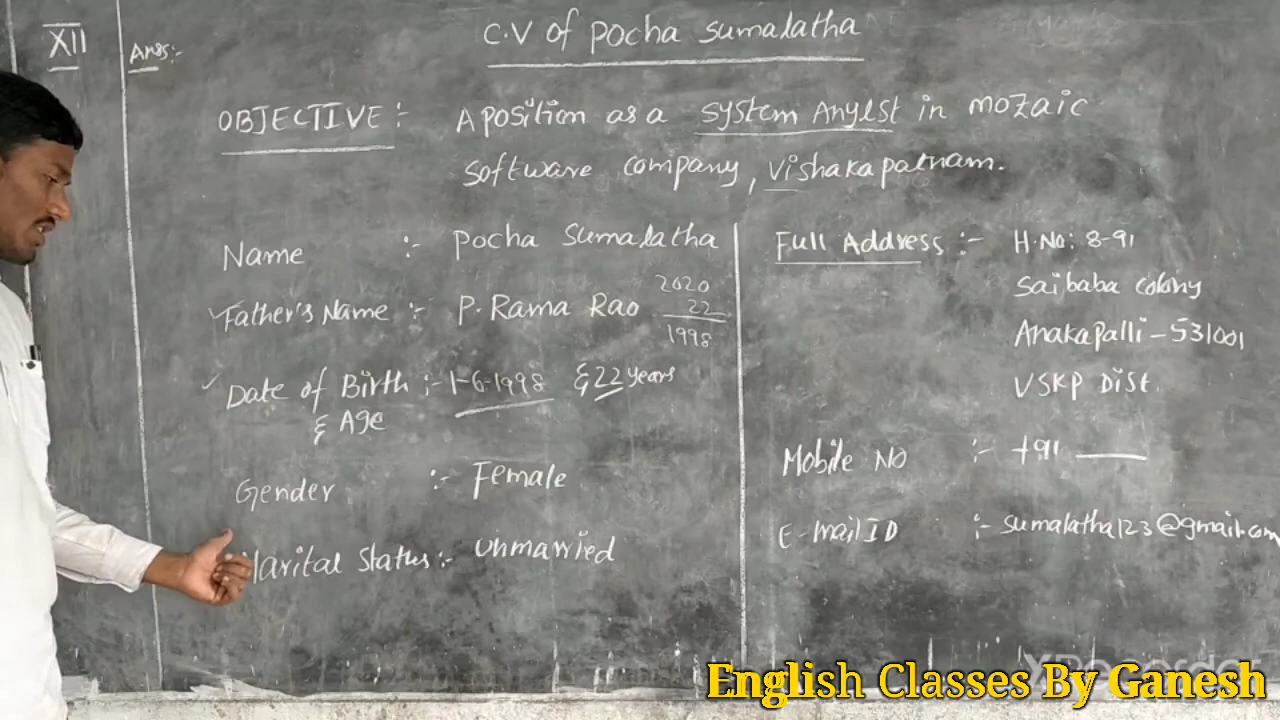 XII
Ans:-
C.V of Pocha Sumalatha
OBJECTIVE :- A Position as a System Anylst in Mozaic
Software Company, Vishakapatnam.
Name :- Pocha Sumalatha
Father's Name :- P. Rama Rao
2020
22
1998
Date of Birth :- 1-6-1998 & 22 years
& Age
Gender :- Female
Marital Status :- Unmarried
Full Address :- H.No: 8-91
Saibaba Colony
Anakapalli - 531001
VSKP Dist.
Mobile No :- +91
E-mail ID :- Sumalatha123@gmail.com
English Classes By Ganesh